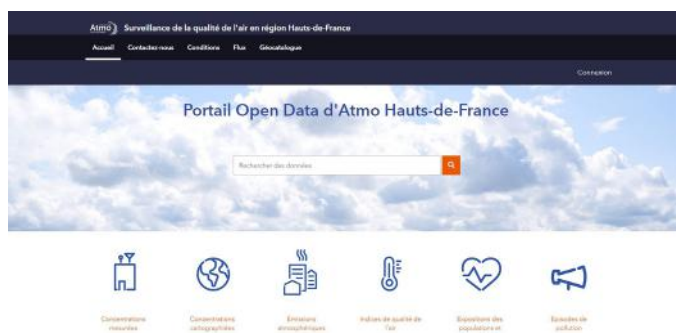 Atmo Surveillance de la qualité de l'air en région Hauts-de-France
Accueil Contactez-nous Conditions Flux Géocatalogue
Connexion
Portail Open Data d'Atmo Hauts-de-France
Rechercher des données
Concentrations mesurées
Concentrations cartographiées
Emissions atmosphériques
Indices de qualité de l'air
Expositions des populations et
Episodes de pollution